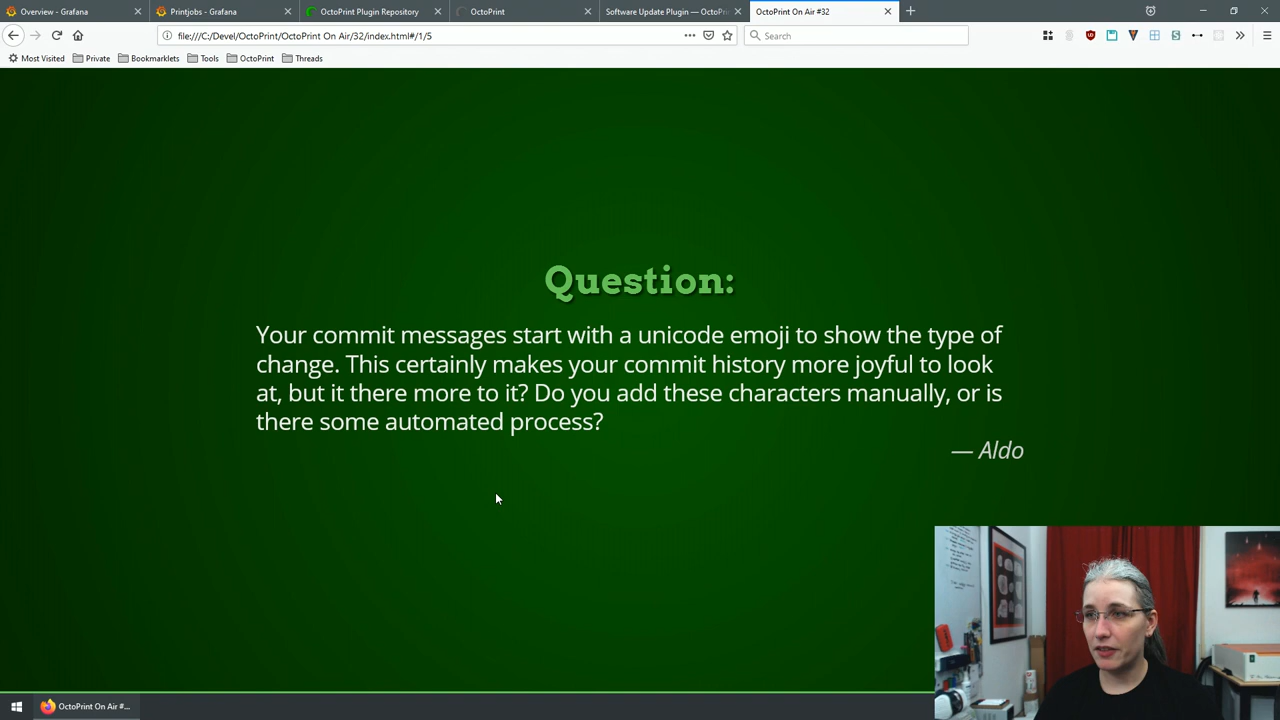 Overview - Grafana
Printjobs - Grafana
OctoPrint Plugin Repository
OctoPrint
Software Update Plugin — OctoPri
OctoPrint On Air #32
file:///C:/Devel/OctoPrint/OctoPrint On Air/32/index.html#/1/5
Search
Most Visited
Private
Bookmarklets
Tools
OctoPrint
Threads
Question:
Your commit messages start with a unicode emoji to show the type of
change. This certainly makes your commit history more joyful to look
at, but it there more to it? Do you add these characters manually, or is
there some automated process?
— Aldo
OctoPrint On Air #...